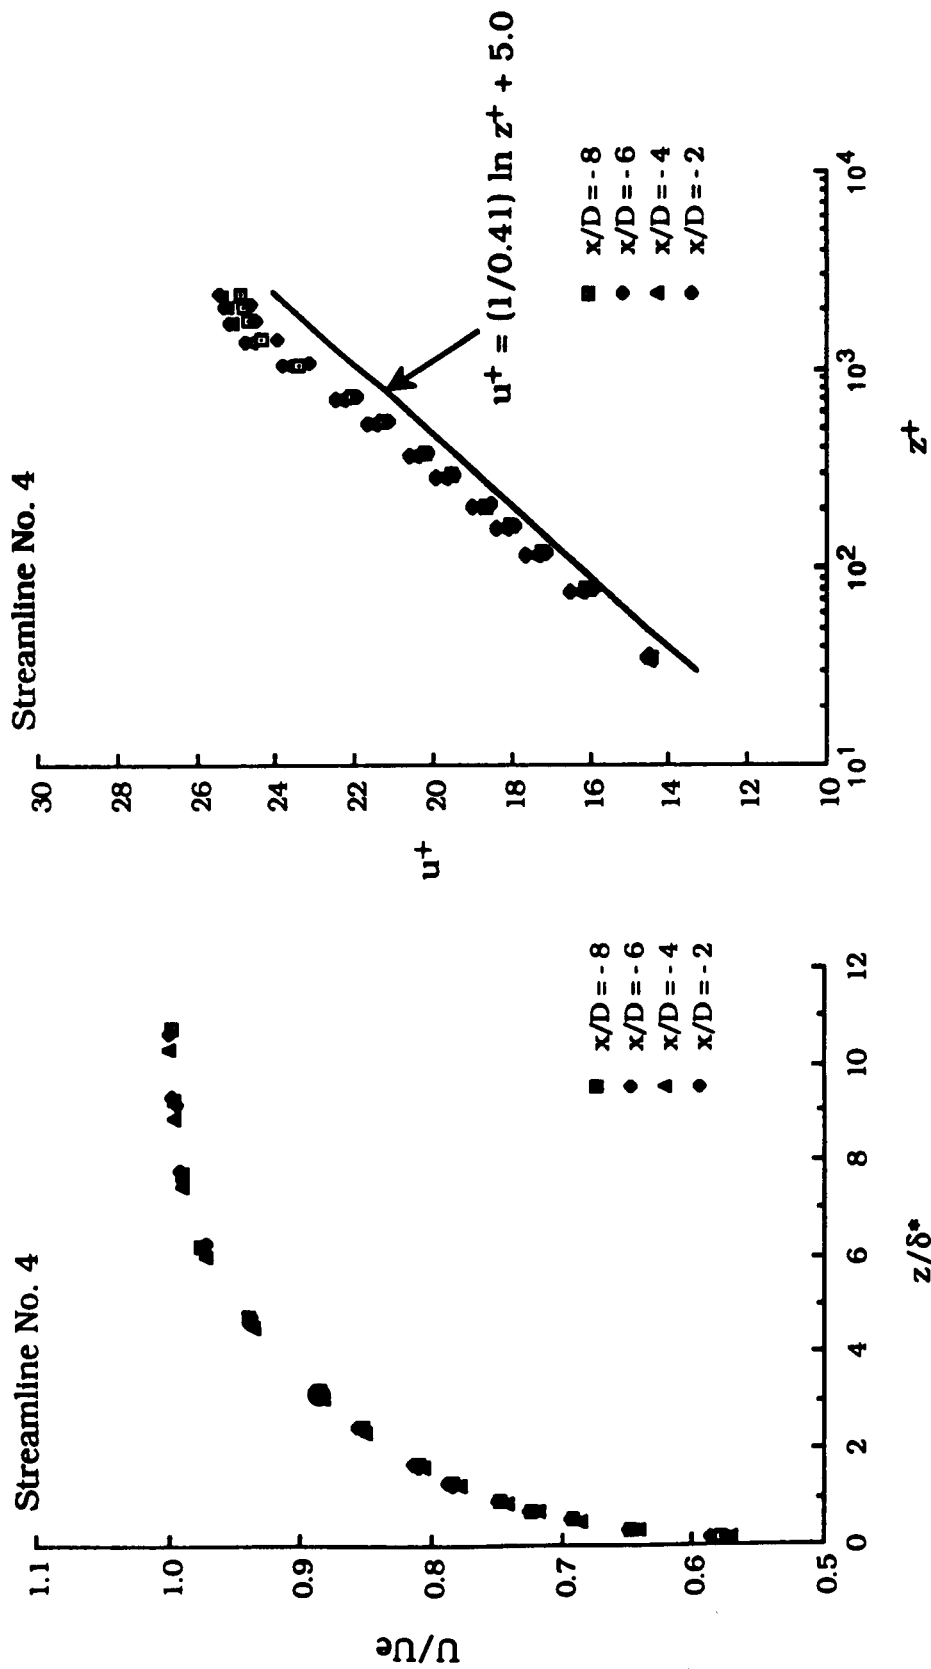 Streamline No. 4
U/Ue
1.1
1.0
0.9
0.8
0.7
0.6
0.5
0
2
4
6
8
10
12
z/δ*
x/D = - 8
x/D = - 6
x/D = - 4
x/D = - 2
Streamline No. 4
u+
30
28
26
24
22
20
18
16
14
12
10
10^1
10^2
10^3
10^4
z+
u+ = (1/0.41) ln z+ + 5.0
x/D = - 8
x/D = - 6
x/D = - 4
x/D = - 2